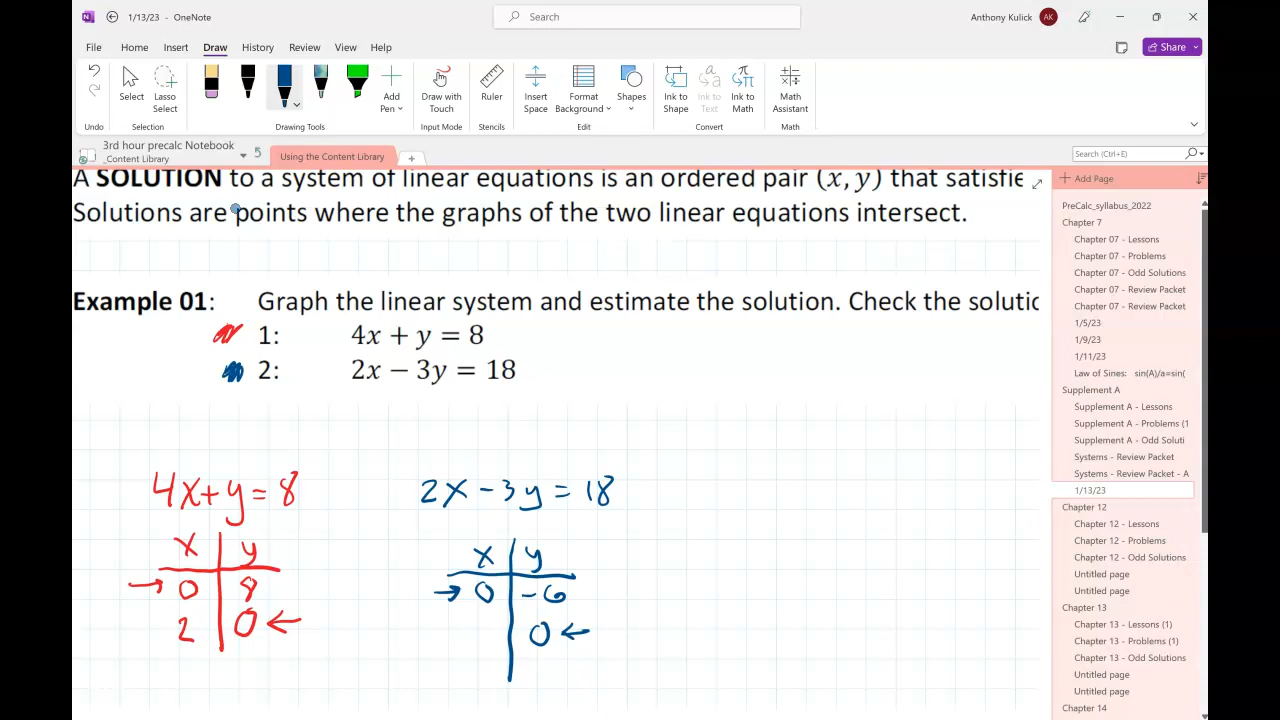 1/13/23 • OneNote
Search
Anthony Kulick AK
File Home Insert Draw History Review View Help
Share
Undo
Select
Lasso Select
Add Pen
Draw with Touch
Ruler
Insert Space
Format Background
Shapes
Ink to Shape
Ink to Text
Ink to Math
Math Assistant
Undo Selection Drawing Tools Input Mode Stencils Edit Convert Math
3rd hour precalc Notebook
_Content Library
Using the Content Library
Search (Ctrl+E)
A SOLUTION to a system of linear equations is an ordered pair (x, y) that satisfie
Solutions are points where the graphs of the two linear equations intersect.
Example 01: Graph the linear system and estimate the solution. Check the solutio
1: 4x + y = 8
2: 2x − 3y = 18
4x+y=8
x y
→ 0 8
2 0 ←
2x-3y=18
x y
→ 0 -6
0 ←
Add Page
PreCalc_syllabus_2022
Chapter 7
Chapter 07 - Lessons
Chapter 07 - Problems
Chapter 07 - Odd Solutions
Chapter 07 - Review Packet
Chapter 07 - Review Packet
1/5/23
1/9/23
1/11/23
Law of Sines: sin(A)/a=sin(
Supplement A
Supplement A - Lessons
Supplement A - Problems (1
Supplement A - Odd Soluti
Systems - Review Packet
Systems - Review Packet - A
1/13/23
Chapter 12
Chapter 12 - Lessons
Chapter 12 - Problems
Chapter 12 - Odd Solutions
Untitled page
Untitled page
Chapter 13
Chapter 13 - Lessons (1)
Chapter 13 - Problems (1)
Chapter 13 - Odd Solutions
Untitled page
Untitled page
Chapter 14